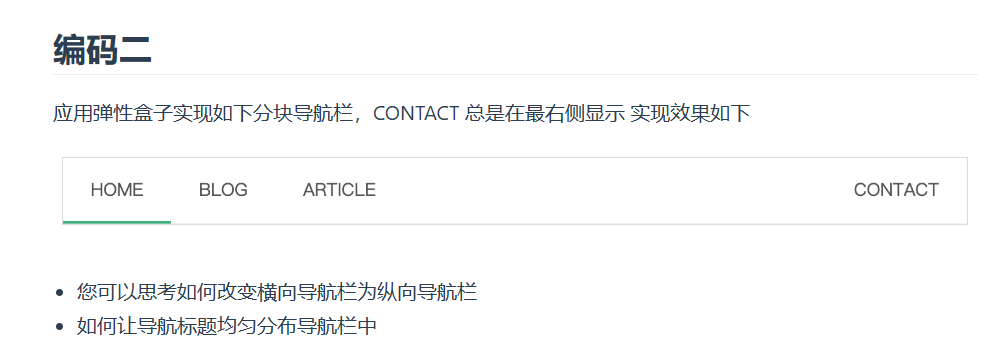 编码二
应用弹性盒子实现如下分块导航栏，CONTACT 总是在最右侧显示 实现效果如下
HOME BLOG ARTICLE CONTACT
您可以思考如何改变横向导航栏为纵向导航栏
如何让导航标题均匀分布导航栏中